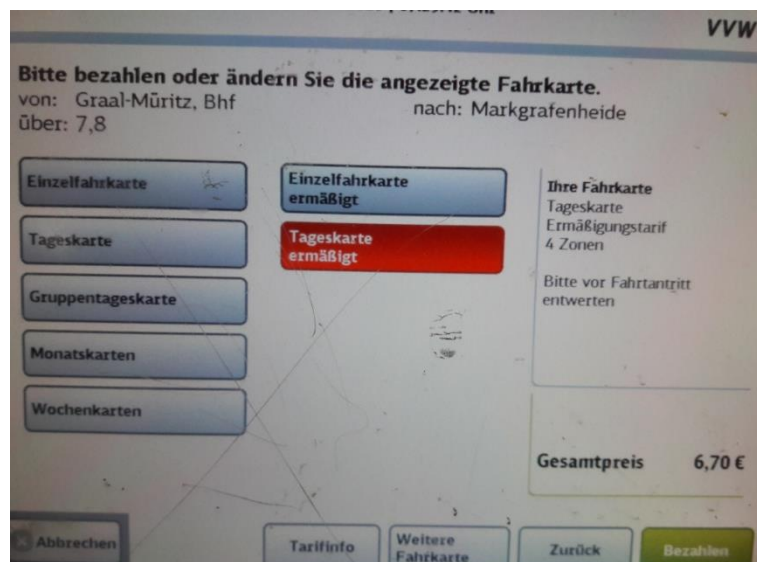 VVW
Bitte bezahlen oder ändern Sie die angezeigte Fahrkarte.
von: Graal-Müritz, Bhf nach: Markgrafenheide
über: 7,8
Einzelfahrkarte
Tageskarte
Gruppentageskarte
Monatskarten
Wochenkarten
Einzelfahrkarte
ermäßigt
Tageskarte
ermäßigt
Ihre Fahrkarte
Tageskarte
Ermäßigungstarif
4 Zonen
Bitte vor Fahrtantritt
entwerten
Gesamtpreis 6,70 €
Abbrechen
Tarifinfo
Weitere
Fahrkarte
Zurück
Bezahlen